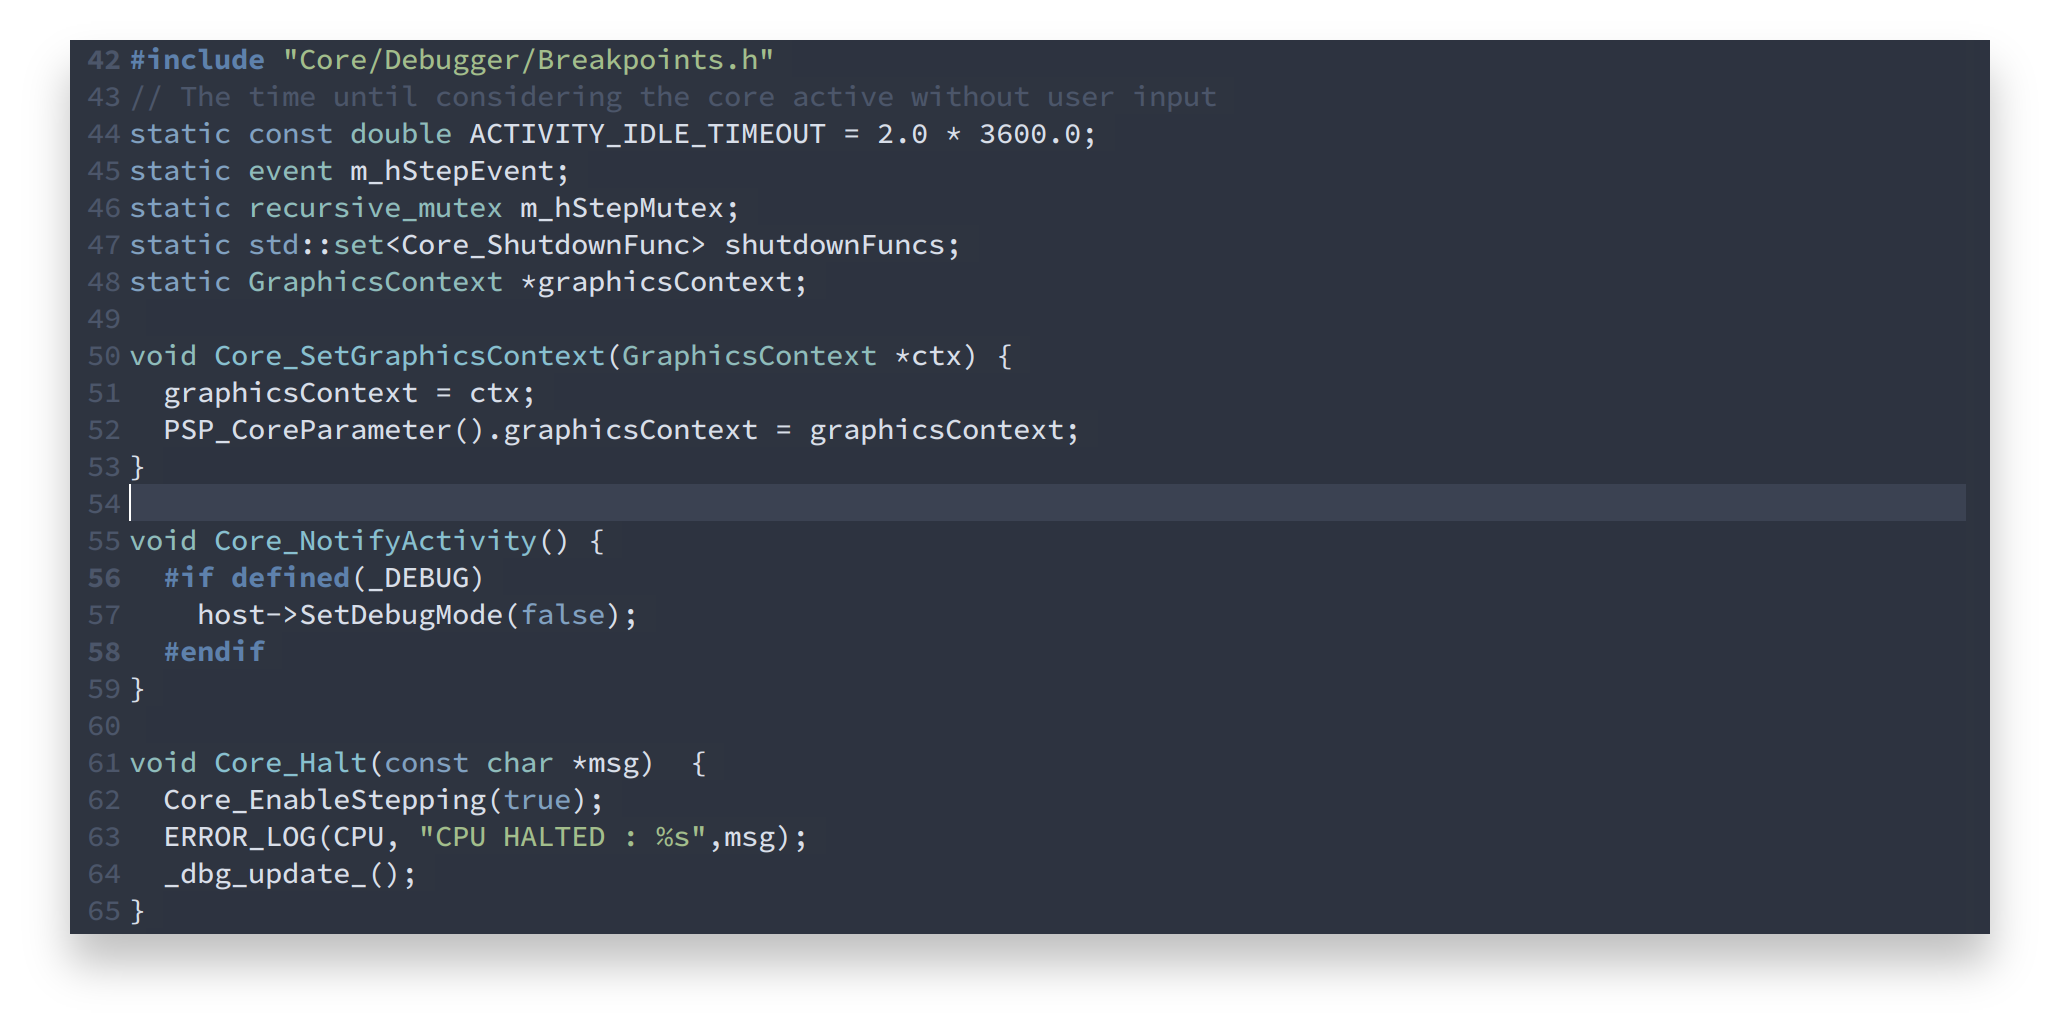 42 #include "Core/Debugger/Breakpoints.h"
43 // The time until considering the core active without user input
44 static const double ACTIVITY_IDLE_TIMEOUT = 2.0 * 3600.0;
45 static event m_hStepEvent;
46 static recursive_mutex m_hStepMutex;
47 static std::set<Core_ShutdownFunc> shutdownFuncs;
48 static GraphicsContext *graphicsContext;
49
50 void Core_SetGraphicsContext(GraphicsContext *ctx) {
51   graphicsContext = ctx;
52   PSP_CoreParameter().graphicsContext = graphicsContext;
53 }
54
55 void Core_NotifyActivity() {
56   #if defined(_DEBUG)
57     host->SetDebugMode(false);
58   #endif
59 }
60
61 void Core_Halt(const char *msg)  {
62   Core_EnableStepping(true);
63   ERROR_LOG(CPU, "CPU HALTED : %s",msg);
64   _dbg_update_();
65 }